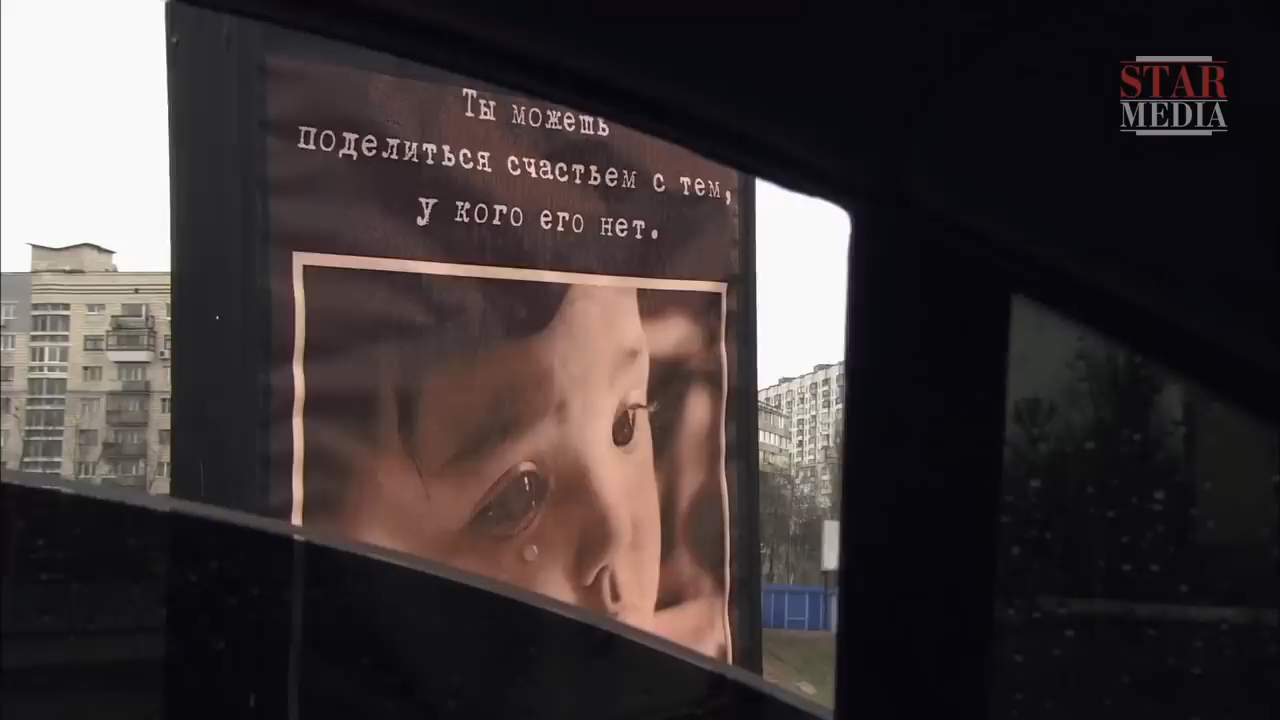 Ты можешь
поделиться счастьем с тем,
у кого его нет.
STAR
MEDIA